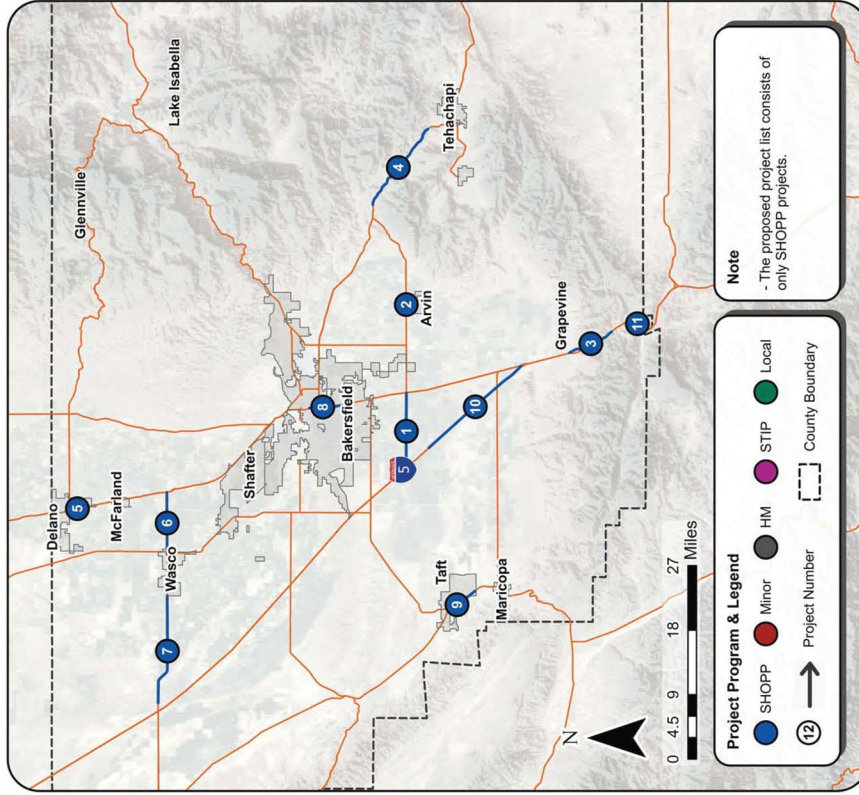 Glennville
Lake Isabella
Delano
5
McFarland
6
Wasco
7
Shafter
8
Bakersfield
4
Tehachapi
2
Arvin
1
5
10
Taft
9
Maricopa
Grapevine
3
11
N
0 4.5 9 18 27
Miles
Project Program & Legend
SHOPP
Minor
HM
STIP
Local
12
Project Number
County Boundary
Note
- The proposed project list consists of
only SHOPP projects.